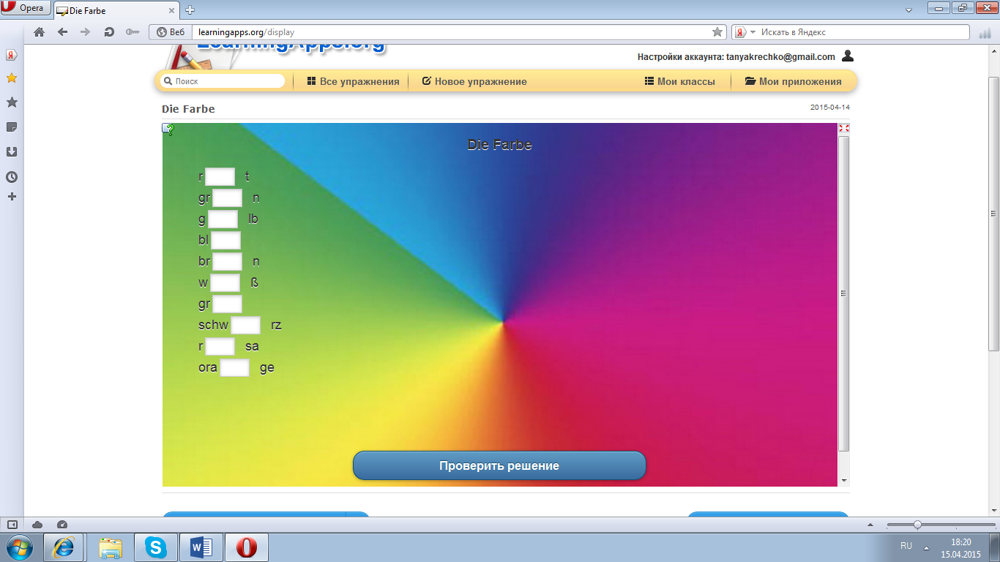 Opera
Die Farbe
Веб
learningapps.org/display
Искать в Яндекс
LearningApps.org
Настройки аккаунта: tanyakrechko@gmail.com
Поиск
Все упражнения
Новое упражнение
Мои классы
Мои приложения
Die Farbe
2015-04-14
Die Farbe
r t
gr n
g lb
bl
br n
w ß
gr
schw rz
r sa
ora ge
Проверить решение
RU
18:20
15.04.2015